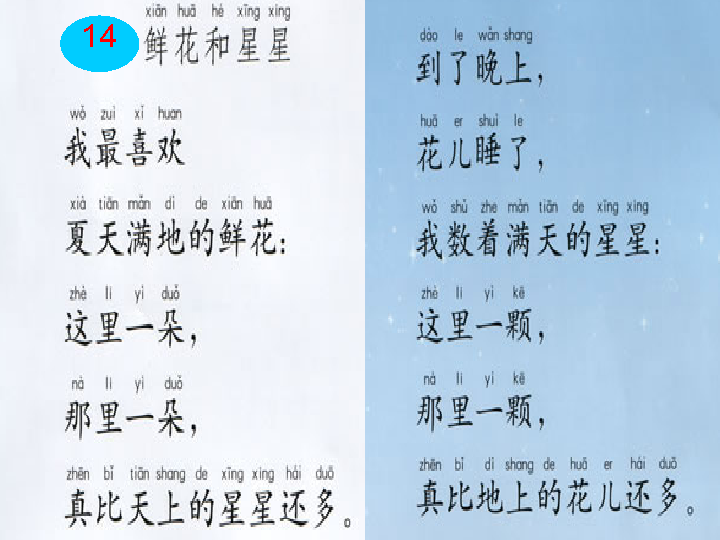 14
xiān huā hé xīng xing
鲜花和星星
wǒ zuì xǐ huan
我最喜欢
xià tiān mǎn dì de xiān huā
夏天满地的鲜花：
zhè li yì duǒ
这里一朵，
nà li yì duǒ
那里一朵，
zhēn bǐ tiān shang de xīng xing hái duō
真比天上的星星还多。
dào le wǎn shang
到了晚上，
huā er shuì le
花儿睡了，
wǒ shǔ zhe mǎn tiān de xīng xing
我数着满天的星星：
zhè li yì kē
这里一颗，
nà li yì kē
那里一颗，
zhēn bǐ dì shang de huā er hái duō
真比地上的花儿还多。